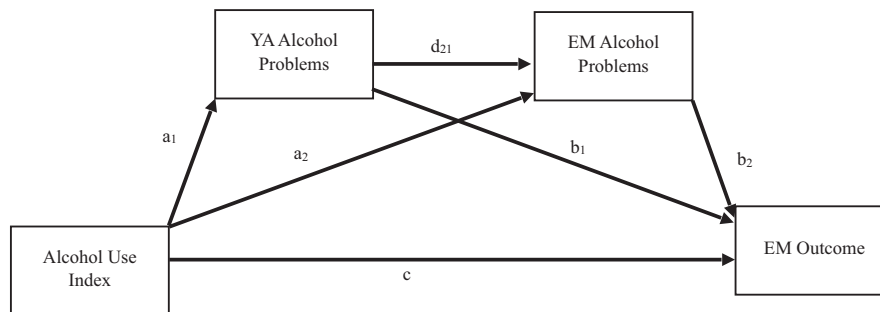 YA Alcohol
Problems
d21
EM Alcohol
Problems
a1
a2
b1
b2
Alcohol Use
Index
c
EM Outcome